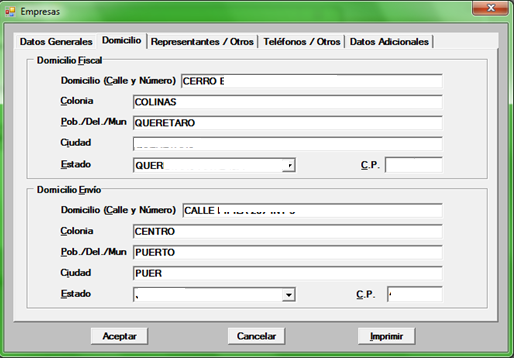 Empresas
Datos Generales Domicilio Representantes / Otros Teléfonos / Otros Datos Adicionales
Domicilio Fiscal
Domicilio (Calle y Número) CERRO
Colonia COLINAS
Pob./Del./Mun QUERETARO
Ciudad
Estado QUER C.P.
Domicilio Envío
Domicilio (Calle y Número) CALLE
Colonia CENTRO
Pob./Del./Mun PUERTO
Ciudad PUER
Estado C.P.
Aceptar Cancelar Imprimir